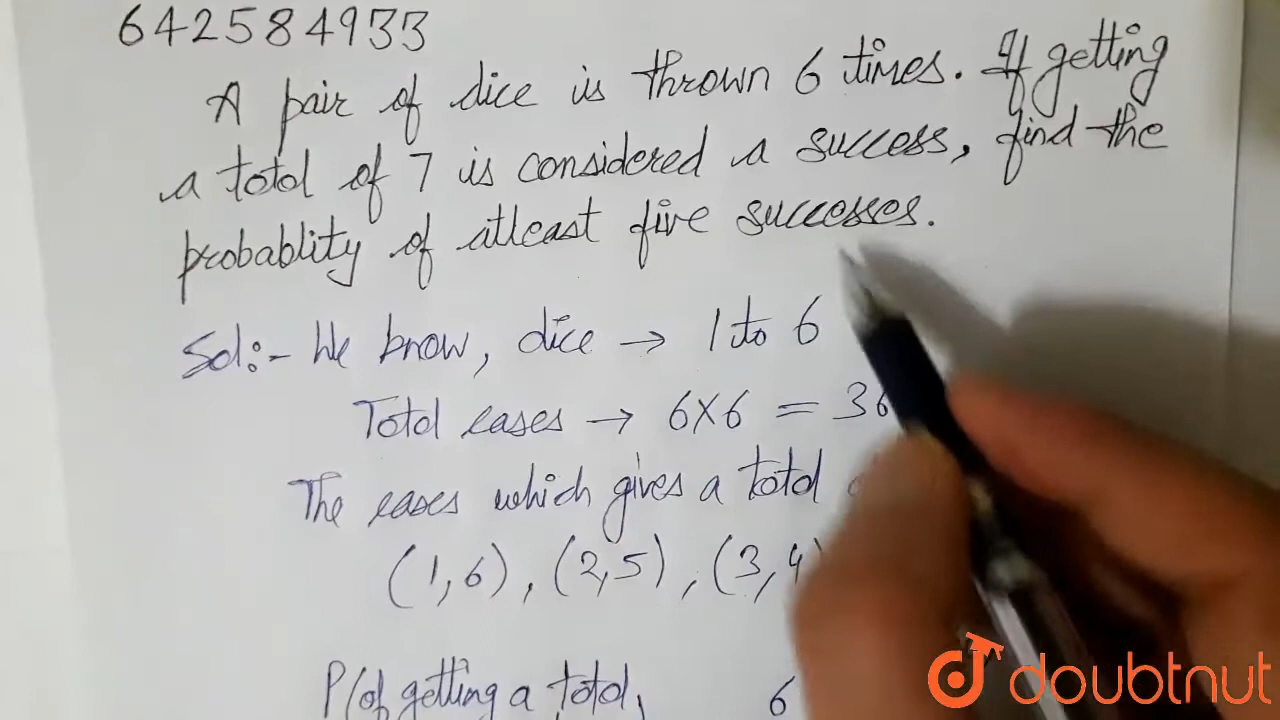 642584933
A pair of dice is thrown 6 times. If getting
a total of 7 is considered a success, find the
probablity of atleast five successes.
Sol:- We know, dice → 1 to 6
Total cases → 6×6 = 36
The cases which gives a total
(1,6), (2,5), (3,4)
P(of getting a total, 6
doubtnut